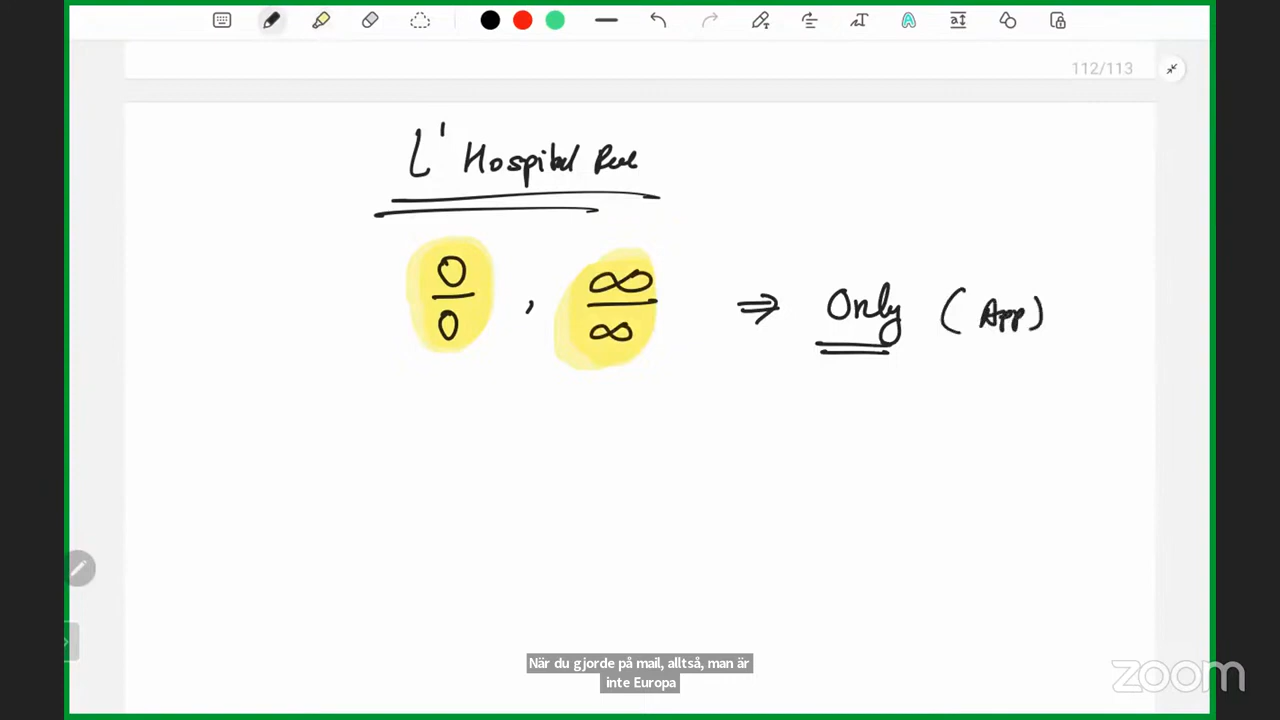 112/113
L' Hospital Rule
0/0 , ∞/∞ ⇒ Only (App)
När du gjorde på mail, alltså, man är
inte Europa
zoom